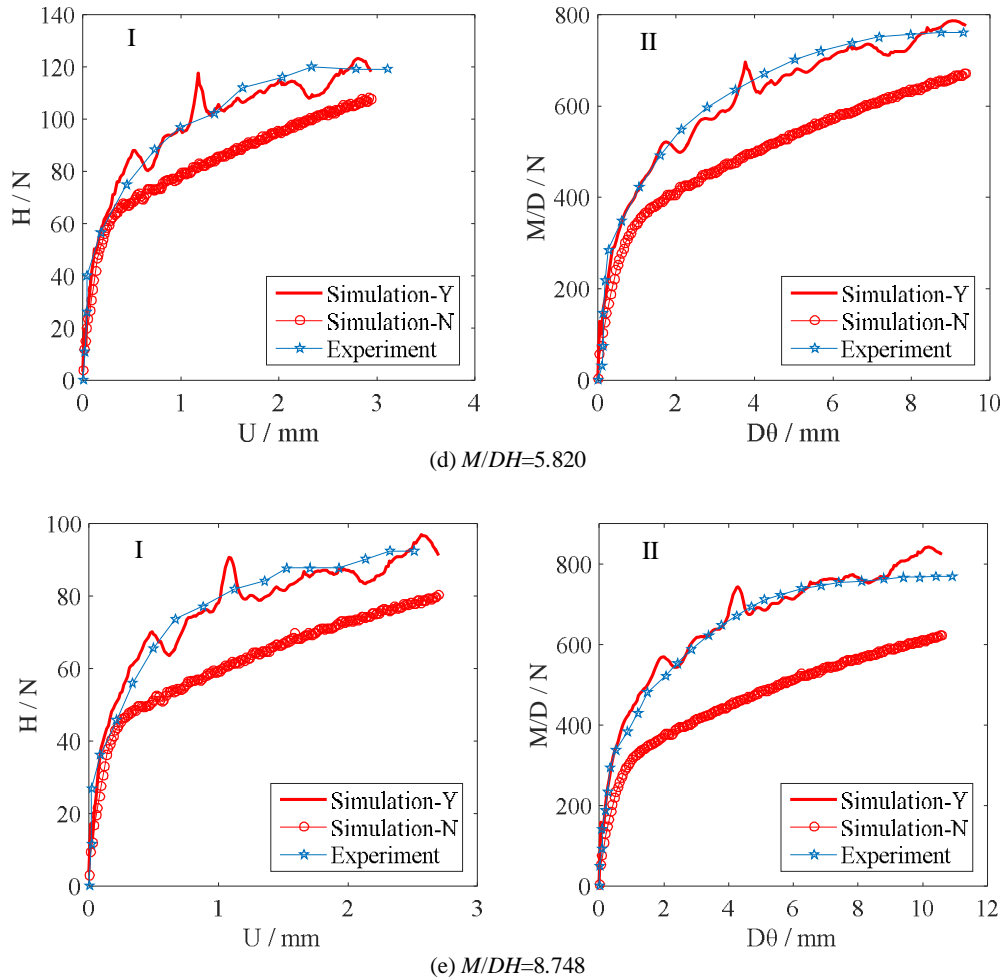 I
H / N
140
120
100
80
60
40
20
0
0 1 2 3 4
U / mm
Simulation-Y
Simulation-N
Experiment
II
M/D / N
800
600
400
200
0
0 2 4 6 8 10
Dθ / mm
Simulation-Y
Simulation-N
Experiment
(d) M/DH=5.820
I
H / N
100
80
60
40
20
0
0 1 2 3
U / mm
Simulation-Y
Simulation-N
Experiment
II
M/D / N
800
600
400
200
0
0 2 4 6 8 10 12
Dθ / mm
Simulation-Y
Simulation-N
Experiment
(e) M/DH=8.748